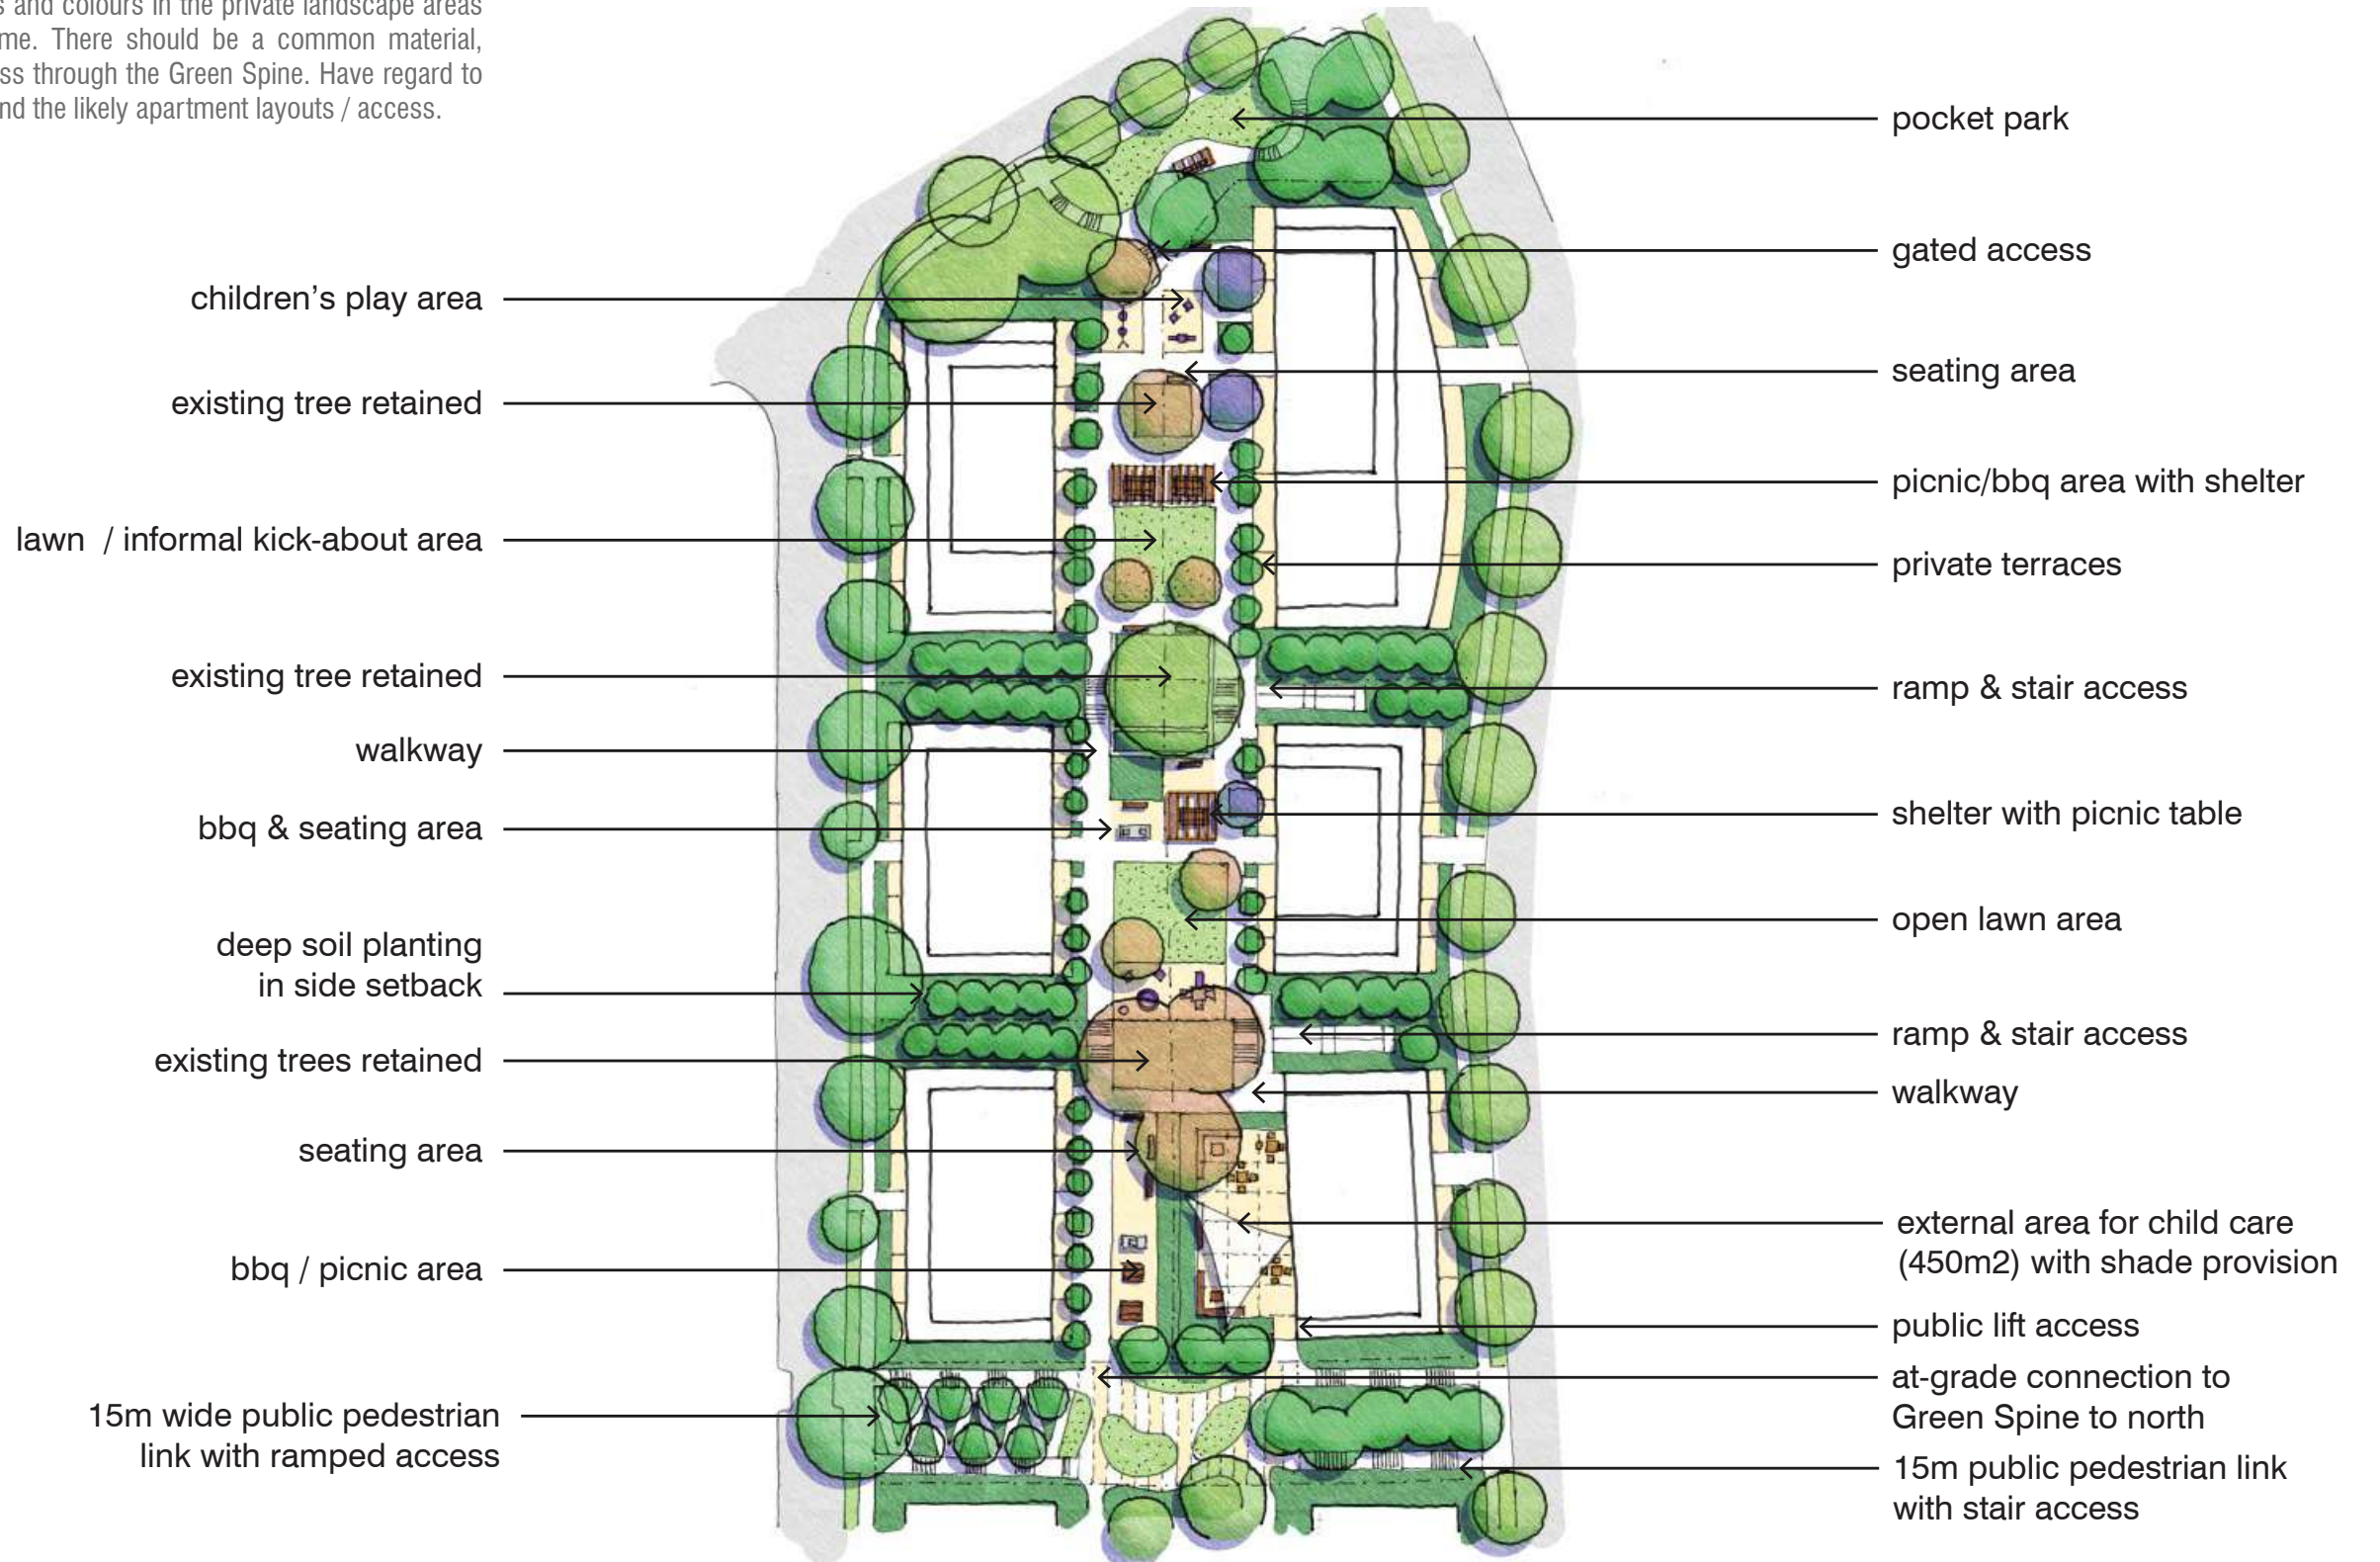 s and colours in the private landscape areas
me. There should be a common material,
ss through the Green Spine. Have regard to
nd the likely apartment layouts / access.
children’s play area
existing tree retained
lawn / informal kick-about area
existing tree retained
walkway
bbq & seating area
deep soil planting
in side setback
existing trees retained
seating area
bbq / picnic area
15m wide public pedestrian
link with ramped access
pocket park
gated access
seating area
picnic/bbq area with shelter
private terraces
ramp & stair access
shelter with picnic table
open lawn area
ramp & stair access
walkway
external area for child care
(450m2) with shade provision
public lift access
at-grade connection to
Green Spine to north
15m public pedestrian link
with stair access